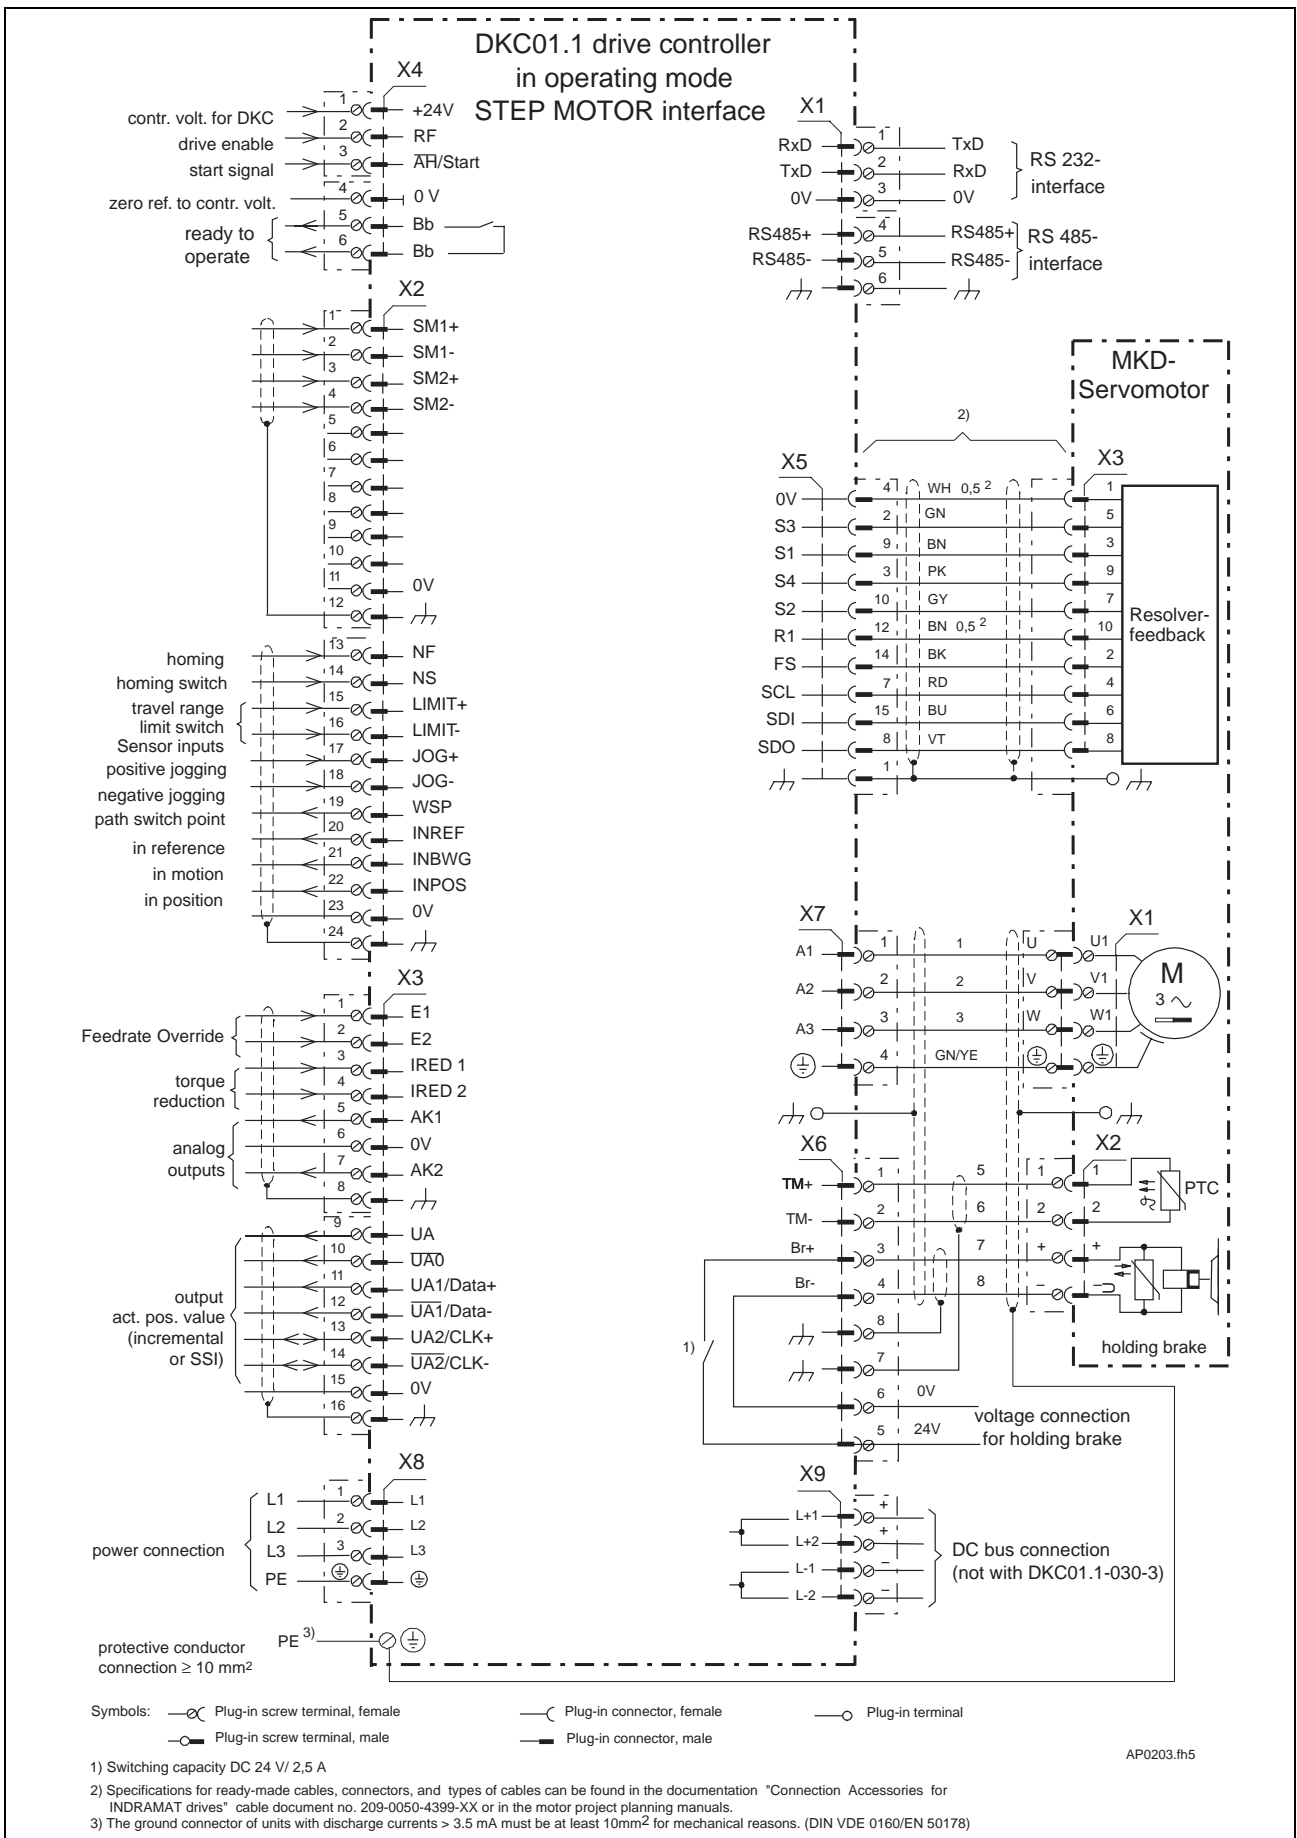 DKC01.1 drive controller
in operating mode
STEP MOTOR interface
X4
contr. volt. for DKC 1 +24V
drive enable 2 RF
start signal 3 A̅H̅/Start
zero ref. to contr. volt. 4 0 V
ready to operate
5 Bb
6 Bb
X2
1 SM1+
2 SM1-
3 SM2+
4 SM2-
5
6
7
8
9
10
11 0V
12
homing 13 NF
homing switch 14 NS
travel range
limit switch
15 LIMIT+
16 LIMIT-
Sensor inputs
17 JOG+
positive jogging
18 JOG-
negative jogging
19 WSP
path switch point
20 INREF
in reference
21 INBWG
in motion
22 INPOS
in position
23 0V
24
X3
Feedrate Override
1 E1
2 E2
torque
reduction
3 IRED 1
4 IRED 2
analog
outputs
5 AK1
6 0V
7 AK2
8
output
act. pos. value
(incremental
or SSI)
9 UA
10 U̅A̅0̅
11 UA1/Data+
12 U̅A̅1̅/Data-
13 UA2/CLK+
14 U̅A̅2̅/CLK-
15 0V
16
X8
power connection
L1 1 L1
L2 2 L2
L3 3 L3
PE
PE 3)
protective conductor
connection ≥ 10 mm²
X1
RxD 1 TxD
TxD 2 RxD
0V 3 0V
RS 232-
interface
RS485+ 4 RS485+
RS485- 5 RS485-
6
RS 485-
interface
MKD-
Servomotor
2)
X5 X3
0V 4 WH 0,5 ² 1
S3 2 GN 5
S1 9 BN 3
S4 3 PK 9
S2 10 GY 7
R1 12 BN 0,5 ² 10
FS 14 BK 2
SCL 7 RD 4
SDI 15 BU 6
SDO 8 VT 8
1
Resolver-
feedback
X7 X1
A1 1 1 U U1
A2 2 2 V V1
A3 3 3 W W1
4 GN/YE
M
3 ~
X6 X2
TM+ 1 5 1 1
TM- 2 6 2 2
Br+ 3 7 + +
Br- 4 8 - -
ϑ PTC
U
holding brake
8
7
1)
6 0V
5 24V
voltage connection
for holding brake
X9
L+1 +
L+2 +
L-1 −
L-2 −
DC bus connection
(not with DKC01.1-030-3)
Symbols:
Plug-in screw terminal, female
Plug-in connector, female
Plug-in terminal
Plug-in screw terminal, male
Plug-in connector, male
AP0203.fh5
1) Switching capacity DC 24 V/ 2,5 A
2) Specifications for ready-made cables, connectors, and types of cables can be found in the documentation "Connection Accessories for
INDRAMAT drives" cable document no. 209-0050-4399-XX or in the motor project planning manuals.
3) The ground connector of units with discharge currents > 3.5 mA must be at least 10mm² for mechanical reasons. (DIN VDE 0160/EN 50178)